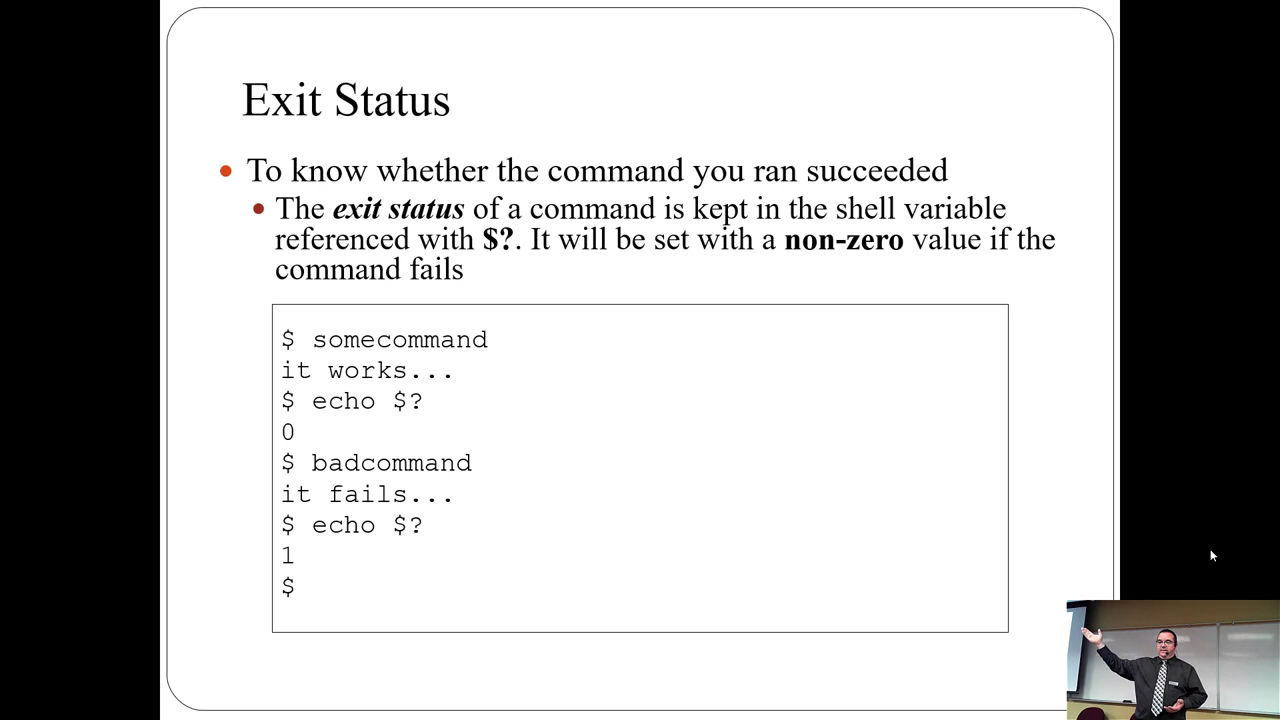 Exit Status
To know whether the command you ran succeeded
The exit status of a command is kept in the shell variable
referenced with $?. It will be set with a non-zero value if the
command fails
$ somecommand
it works...
$ echo $?
0
$ badcommand
it fails...
$ echo $?
1
$